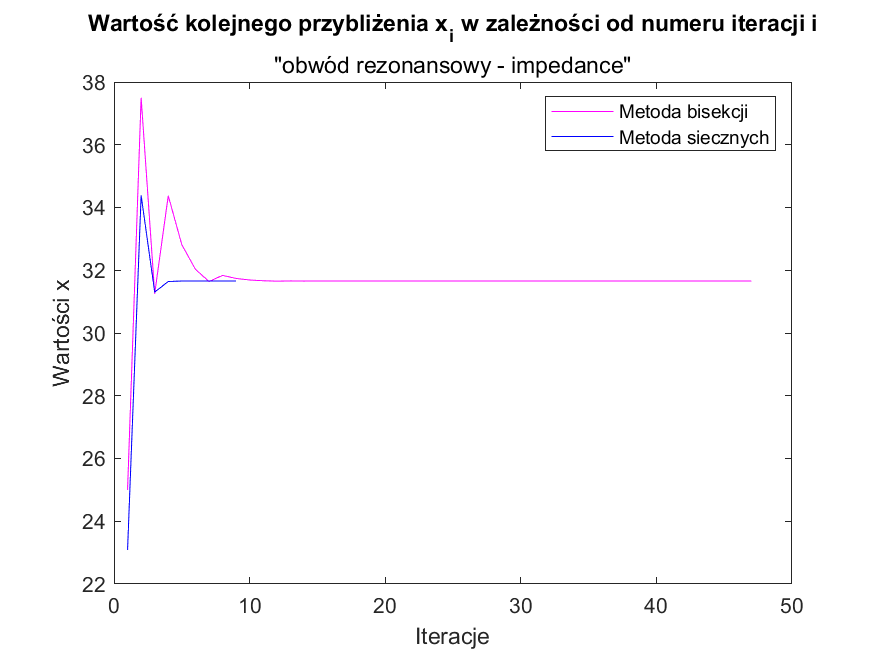 Wartość kolejnego przybliżenia x_i w zależności od numeru iteracji i
"obwód rezonansowy - impedance"
38
36
34
32
30
28
26
24
22
Wartości x
Metoda bisekcji
Metoda siecznych
0 10 20 30 40 50
Iteracje